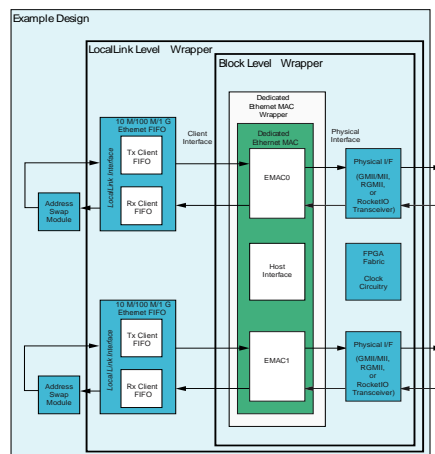 Example Design
LocalLink Level Wrapper
Block Level Wrapper
Dedicated
Ethernet MAC
Wrapper
10 M/100 M/1 G
Ethernet FIFO
Client
Interface
Physical
Interface
Dedicated
Ethernet MAC
LocalLink Interface
Tx Client
FIFO
Rx Client
FIFO
EMAC0
Physical I/F
(GMII/MII,
RGMII,
or
RocketIO
Transceiver)
Address
Swap
Module
Host
Interface
FPGA
Fabric
Clock
Circuitry
10 M/100 M/1 G
Ethernet FIFO
LocalLink Interface
Tx Client
FIFO
Rx Client
FIFO
EMAC1
Physical I/F
(GMII/MII,
RGMII,
or
RocketIO
Transceiver)
Address
Swap
Module